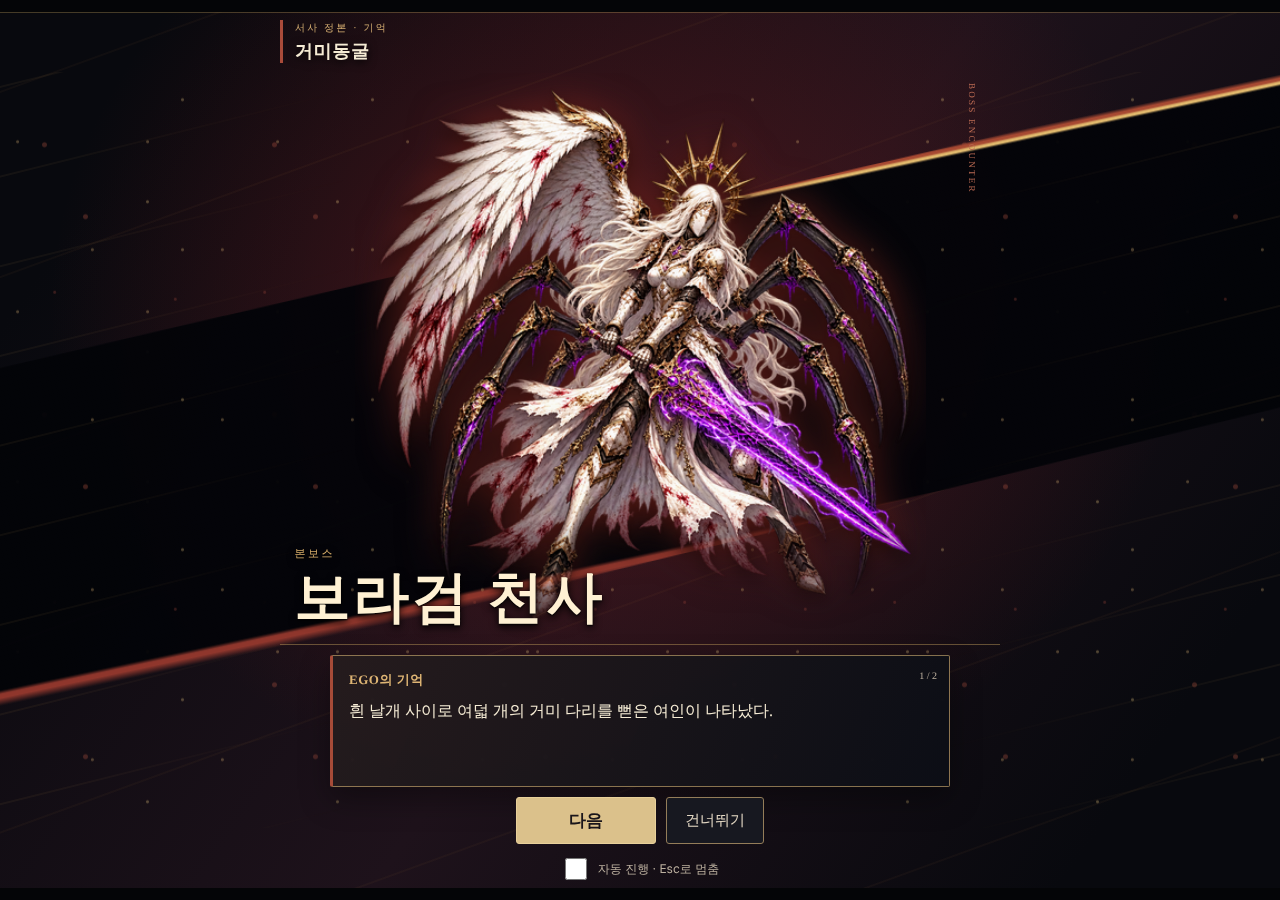 서사 정본 · 기억
거미동굴
BOSS ENCOUNTER
본보스
보라검 천사
EGO의 기억
1 / 2
흰 날개 사이로 여덟 개의 거미 다리를 뻗은 여인이 나타났다.
다음
건너뛰기
자동 진행 · Esc로 멈춤